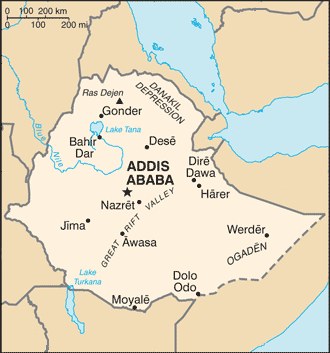 0 100 200 km
0 100 200 mi
Ras Dejen
DANAKIL
DEPRESSION
Gonder
Lake Tana
Blue
Nile
Bahir
Dar
Desē
ADDIS
ABABA
Dirē
Dawa
Hārer
Nazrēt
GREAT RIFT VALLEY
Jīma
Āwasa
Werdēr
OGADĒN
Lake
Turkana
Dolo
Odo
Moyalē